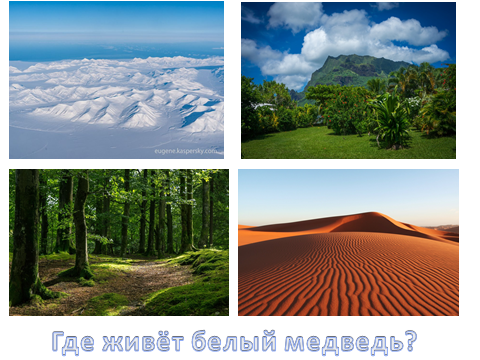 eugene.kaspersky.com
Где живёт белый медведь?